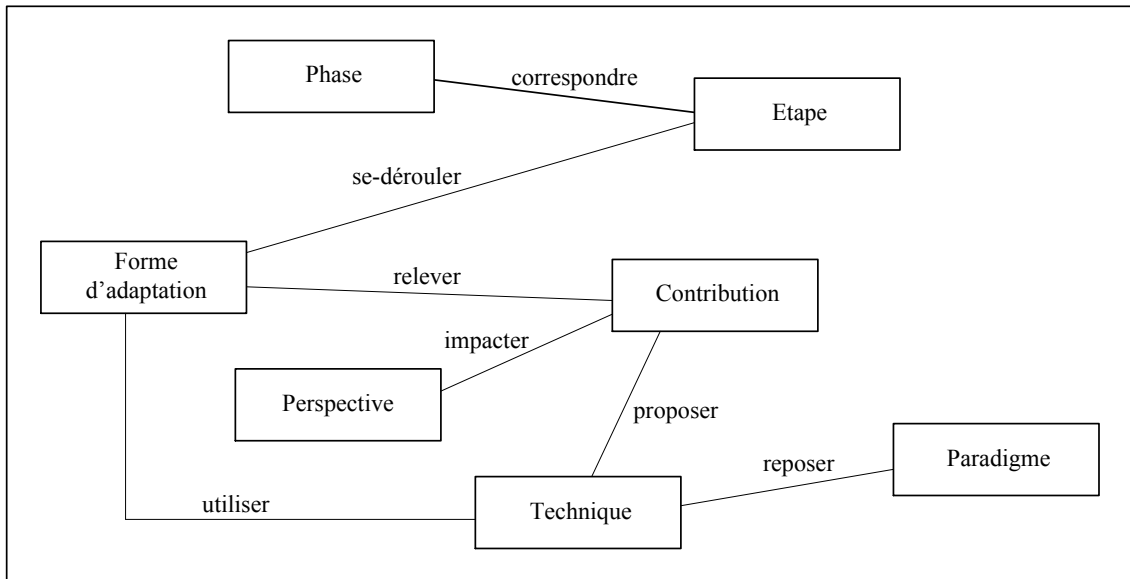 Phase
correspondre
Etape
se-dérouler
Forme
d’adaptation
relever
Contribution
impacter
Perspective
proposer
Paradigme
reposer
utiliser
Technique